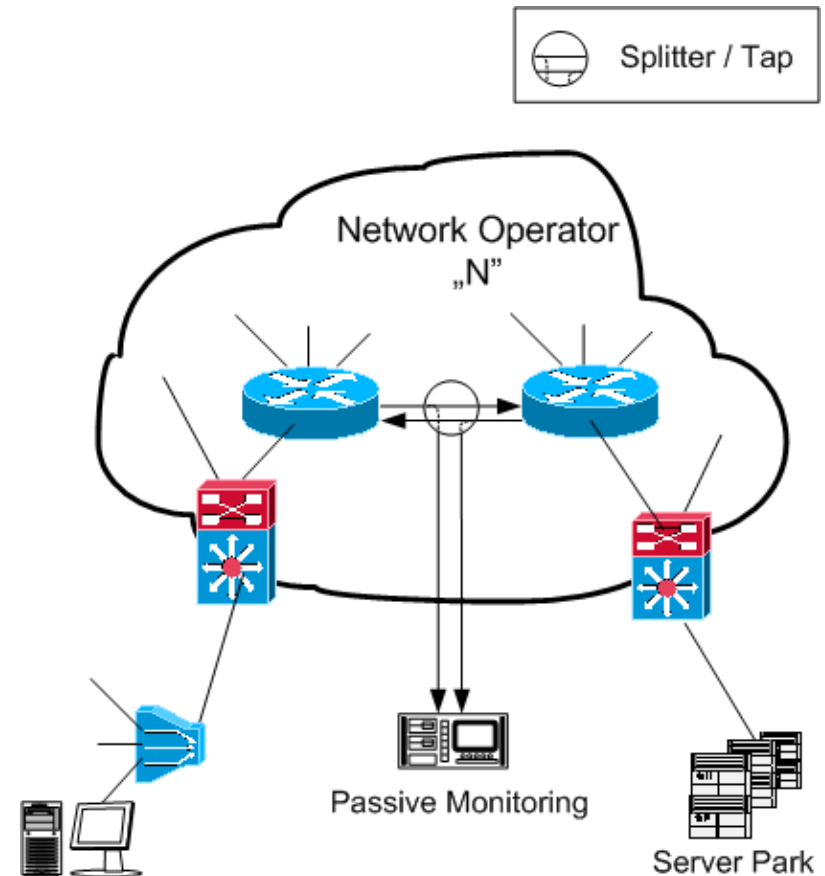 Splitter / Tap
Network Operator
„N”
Passive Monitoring
Server Park